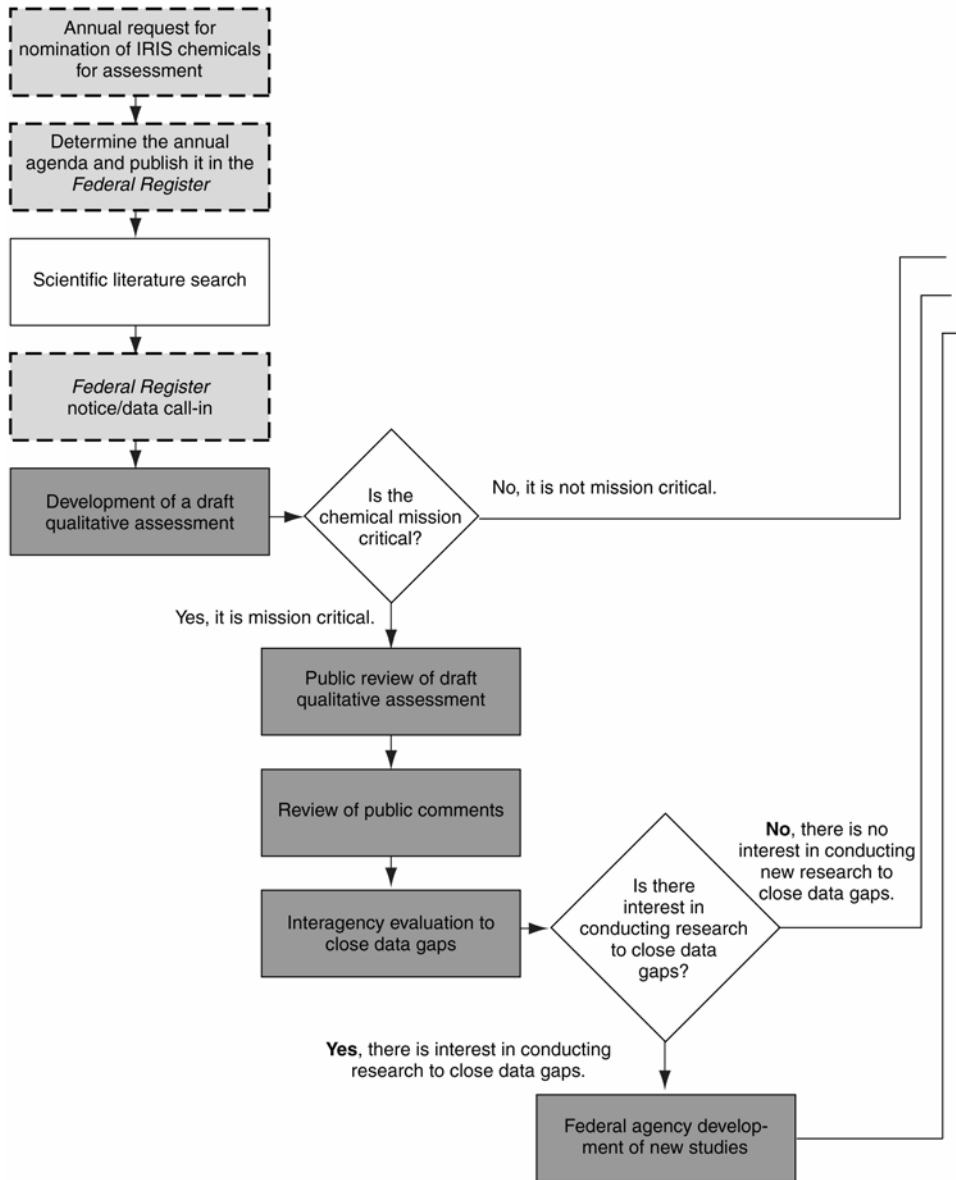 Annual request for
nomination of IRIS chemicals
for assessment
Determine the annual
agenda and publish it in the
Federal Register
Scientific literature search
Federal Register
notice/data call-in
Development of a draft
qualitative assessment
Is the
chemical mission
critical?
No, it is not mission critical.
Yes, it is mission critical.
Public review of draft
qualitative assessment
Review of public comments
Interagency evaluation to
close data gaps
Is there
interest in
conducting research
to close data
gaps?
No, there is no
interest in conducting
new research to
close data gaps.
Yes, there is interest in conducting
research to close data gaps.
Federal agency develop-
ment of new studies